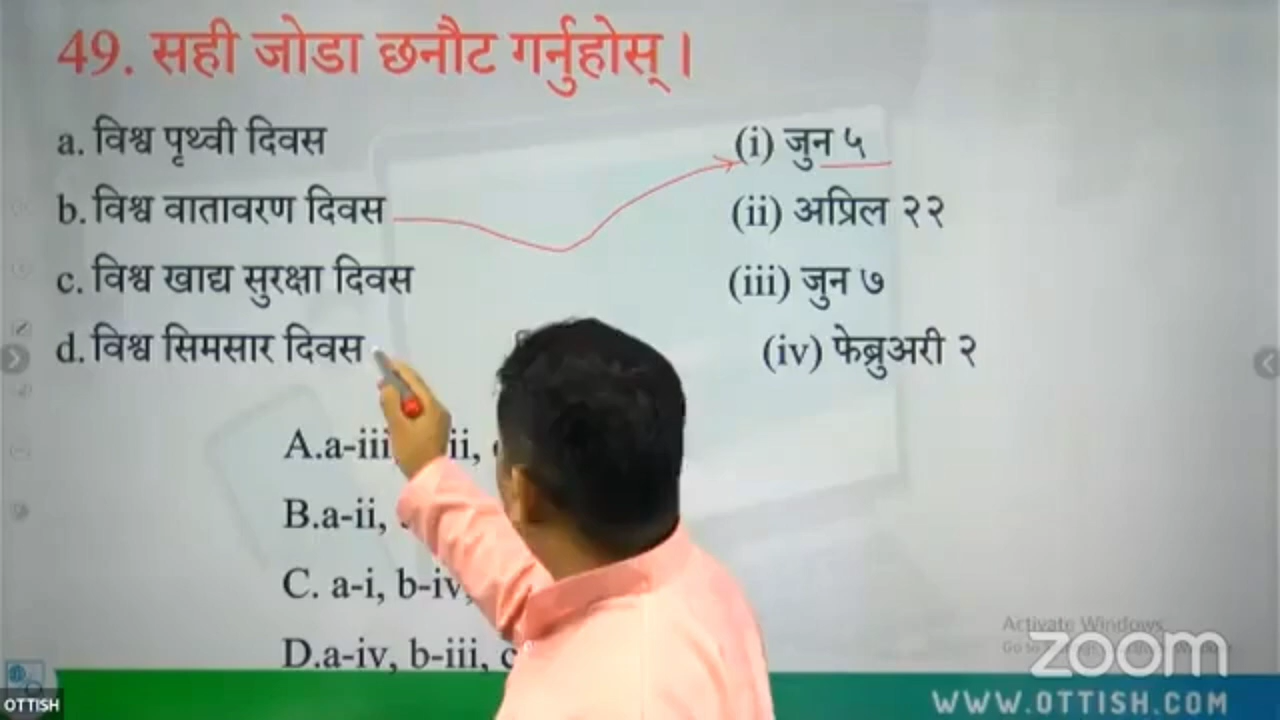 49. सही जोडा छनौट गर्नुहोस् ।
a. विश्व पृथ्वी दिवस (i) जुन ५
b. विश्व वातावरण दिवस (ii) अप्रिल २२
c. विश्व खाद्य सुरक्षा दिवस (iii) जुन ७
d. विश्व सिमसार दिवस (iv) फेब्रुअरी २
A.a-iii, ii,
B.a-ii,
C. a-i, b-iv,
D.a-iv, b-iii, c
Activate Windows
zoom
OTTISH
WWW.OTTISH.COM